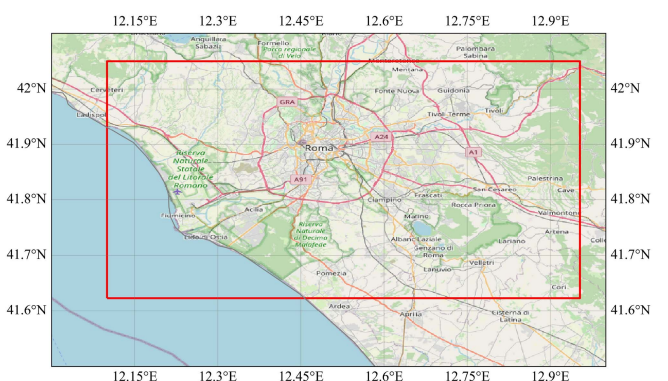 12.15°E 12.3°E 12.45°E 12.6°E 12.75°E 12.9°E
Anguillara
Sabazia
Formello
Parco regionale
di Veio
Palombara
Sabina
Monterotondo
Mentana
42°N
42°N
Cerveteri
Fonte Nuova
Guidonia
GRA
Ladispoli
Tivoli Terme
Tivoli
41.9°N
41.9°N
A24
Roma
A1
Riserva
Naturale
Statale
del Litorale
Romano
A91
Palestrina
San Cesareo
Cave
Frascati
41.8°N
41.8°N
Ciampino
Rocca Priora
Fiumicino
Acilia
Marino
Valmontone
Riserva
Naturale
di Decima
Malafede
Artena
Lido di Ostia
Albano Laziale
Lariano
Colle
Genzano di
Roma
41.7°N
41.7°N
Velletri
Lanuvio
Pomezia
Cori
41.6°N
41.6°N
Ardea
Aprilia
Cisterna di
Latina
12.15°E 12.3°E 12.45°E 12.6°E 12.75°E 12.9°E